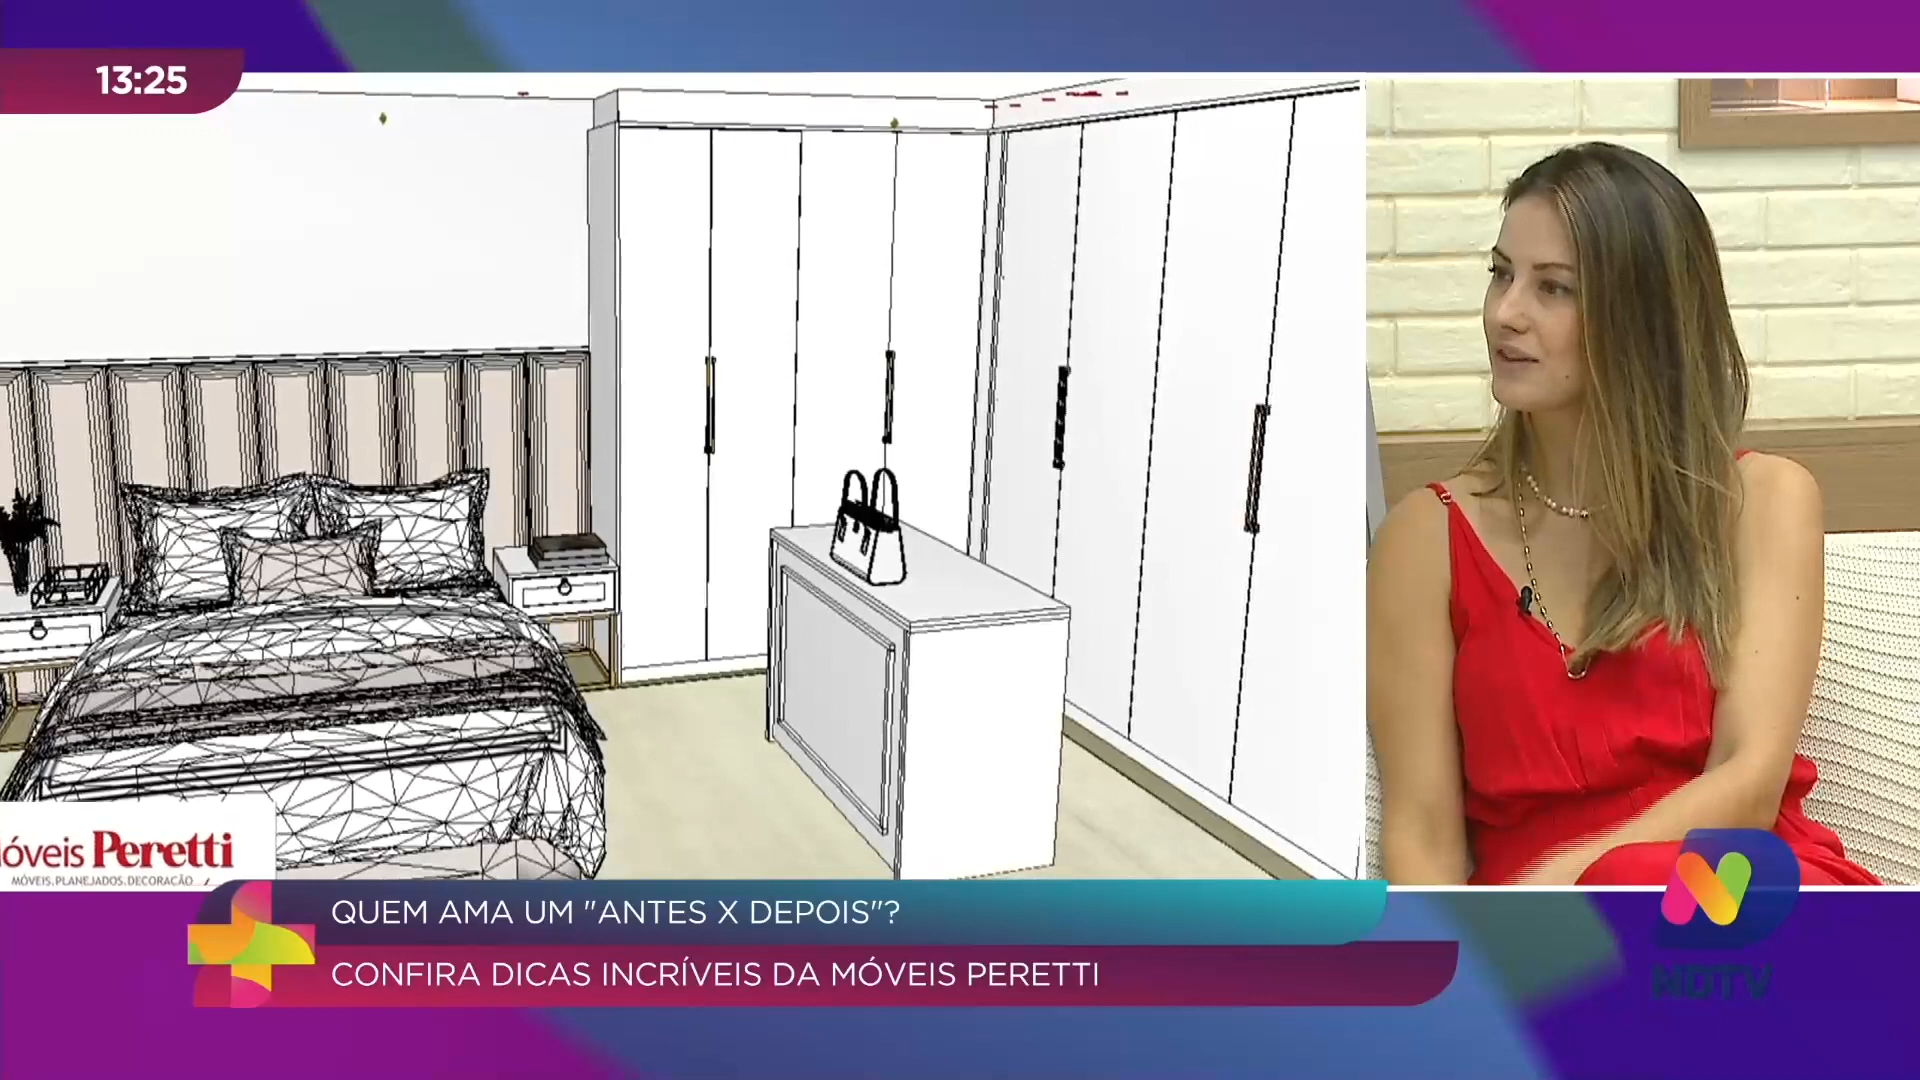 13:25
óveis Peretti
MÓVEIS.PLANEJADOS.DECORAÇÃO
QUEM AMA UM "ANTES X DEPOIS"?
CONFIRA DICAS INCRÍVEIS DA MÓVEIS PERETTI
NDTV